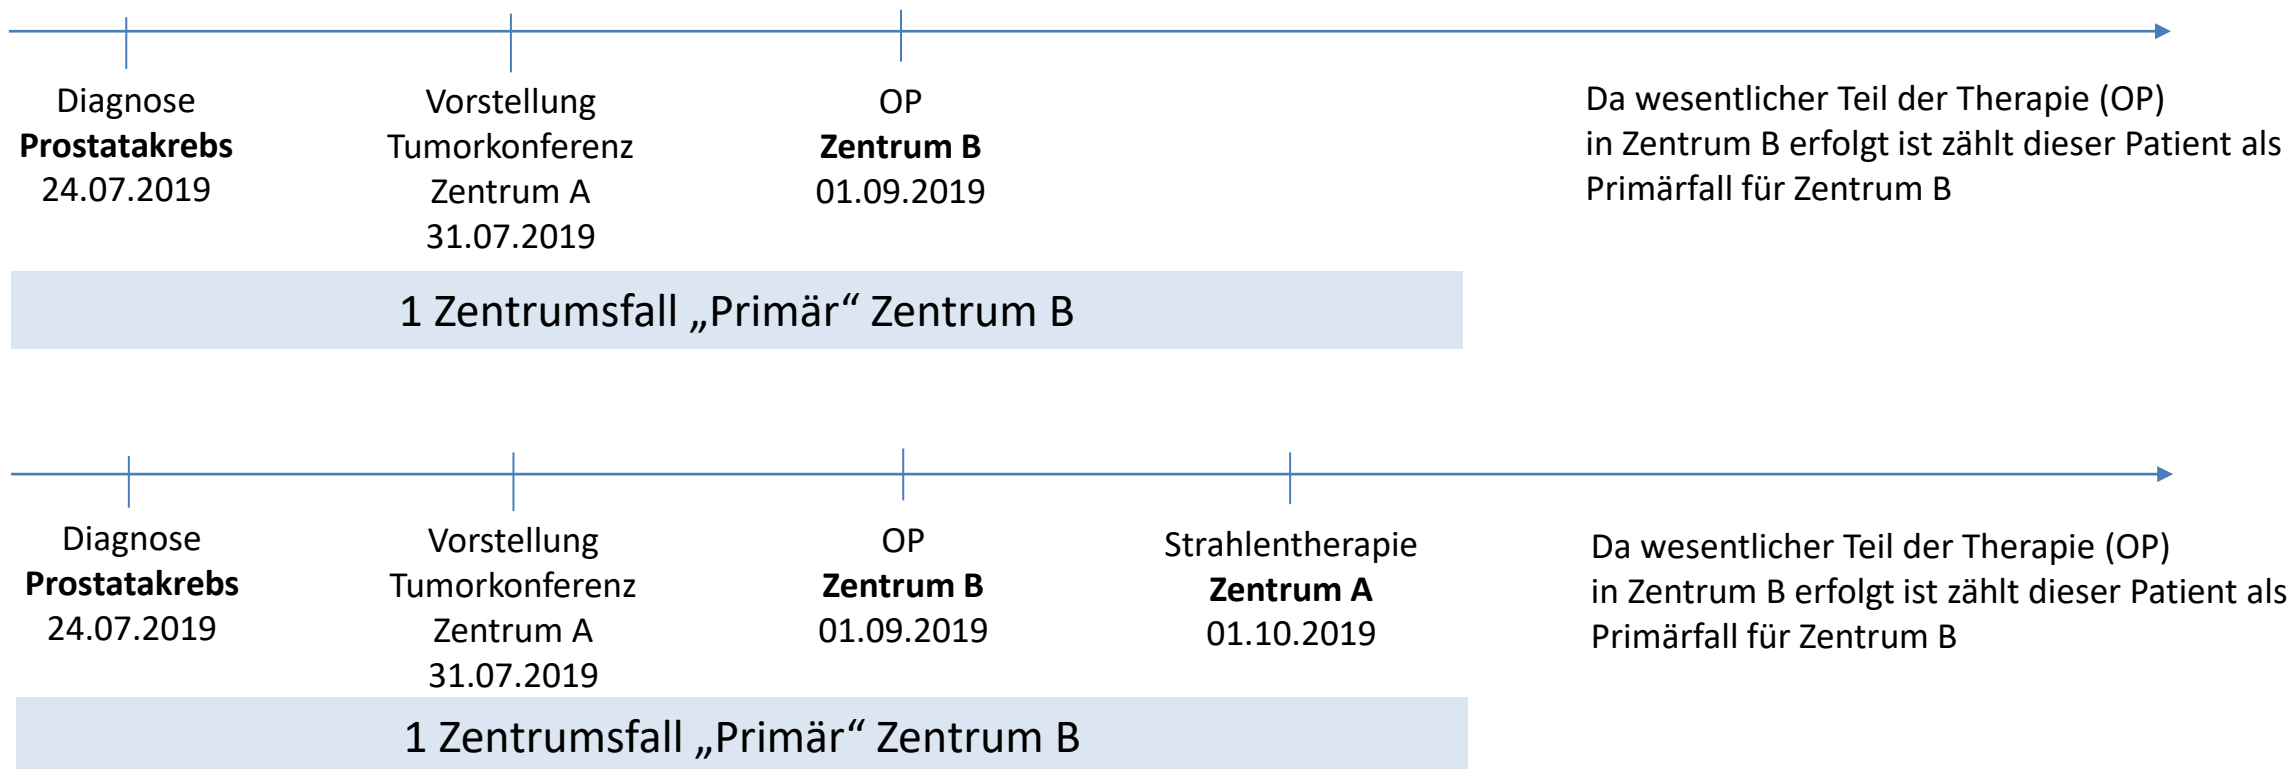 Diagnose
Prostatakrebs
24.07.2019
Vorstellung
Tumorkonferenz
Zentrum A
31.07.2019
OP
Zentrum B
01.09.2019
Da wesentlicher Teil der Therapie (OP)
in Zentrum B erfolgt ist zählt dieser Patient als
Primärfall für Zentrum B
1 Zentrumsfall „Primär“ Zentrum B
Diagnose
Prostatakrebs
24.07.2019
Vorstellung
Tumorkonferenz
Zentrum A
31.07.2019
OP
Zentrum B
01.09.2019
Strahlentherapie
Zentrum A
01.10.2019
Da wesentlicher Teil der Therapie (OP)
in Zentrum B erfolgt ist zählt dieser Patient als
Primärfall für Zentrum B
1 Zentrumsfall „Primär“ Zentrum B